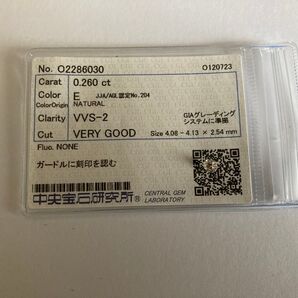 No. O2286030 O120723
Carat 0.260 ct
Color E JJA/AGL認定No.204
ColorOrigin NATURAL
Clarity VVS-2 GIAグレーディング
システムに準拠
Cut VERY GOOD Size 4.08 - 4.13 × 2.54 mm
Fluo. NONE
ガードルに刻印を認む
中央宝石研究所® CENTRAL GEM
LABORATORY